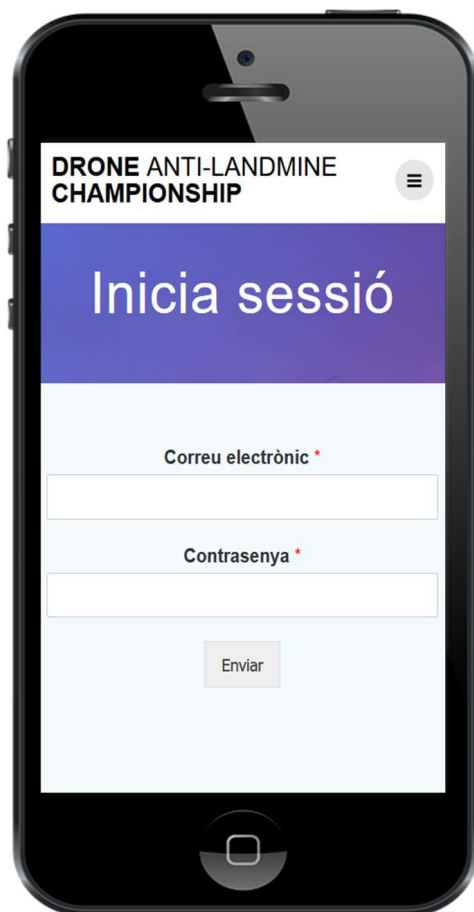 DRONE ANTI-LANDMINE
CHAMPIONSHIP
Inicia sessió
Correu electrònic *
Contrasenya *
Enviar